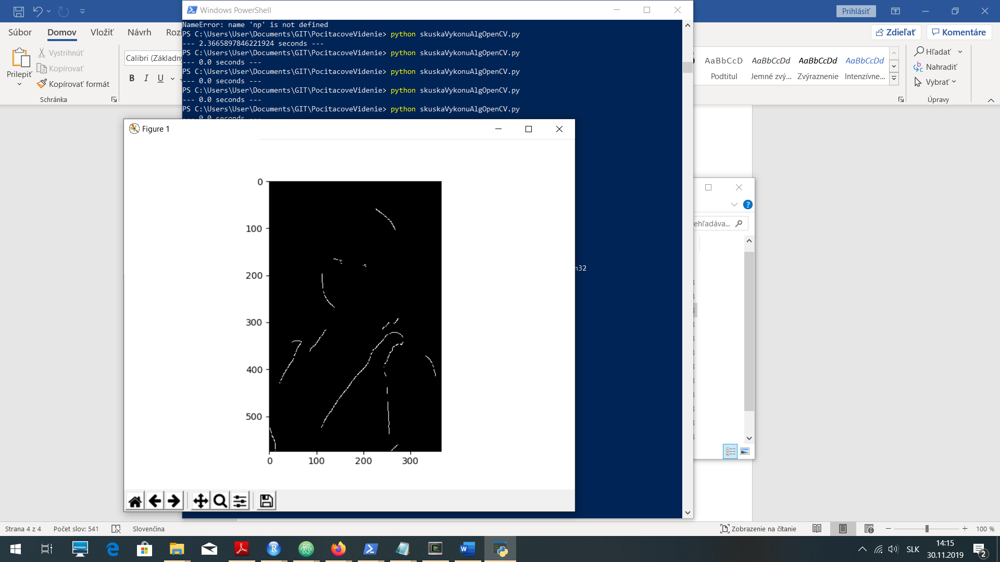 Windows PowerShell
Prihlásiť
Súbor
Domov
Vložiť
Návrh
NameError: name 'np' is not defined
PS C:\Users\User\Documents\GIT\PocitacoveVidenie> python skuskaVykonuAlgOpenCV.py
--- 2.3665897846221924 seconds ---
PS C:\Users\User\Documents\GIT\PocitacoveVidenie> python skuskaVykonuAlgOpenCV.py
--- 0.0 seconds ---
PS C:\Users\User\Documents\GIT\PocitacoveVidenie> python skuskaVykonuAlgOpenCV.py
--- 0.0 seconds ---
PS C:\Users\User\Documents\GIT\PocitacoveVidenie> python skuskaVykonuAlgOpenCV.py
--- 0.0 seconds ---
PS C:\Users\User\Documents\GIT\PocitacoveVidenie> python skuskaVykonuAlgOpenCV.py
--- 0.0 seconds ---
Zdieľať
Komentáre
Prilepiť
Vystrihnúť
Kopírovať
Kopírovať formát
Schránka
Calibri (Základny
B I U
AaBbCcD AaBbCcDd AaBbCcDd AaBbCcDd
Podtitul Jemné zvý... Zvýraznenie Intenzívne...
Hľadať
Nahradiť
Vybrať
Úpravy
Figure 1
0
100
200
300
400
500
0 100 200 300
n32
ehľadáva...
Strana 4 z 4 Počet slov: 541 Slovenčina
Zobrazenie na čítanie
100 %
SLK
14:15
30.11.2019
2